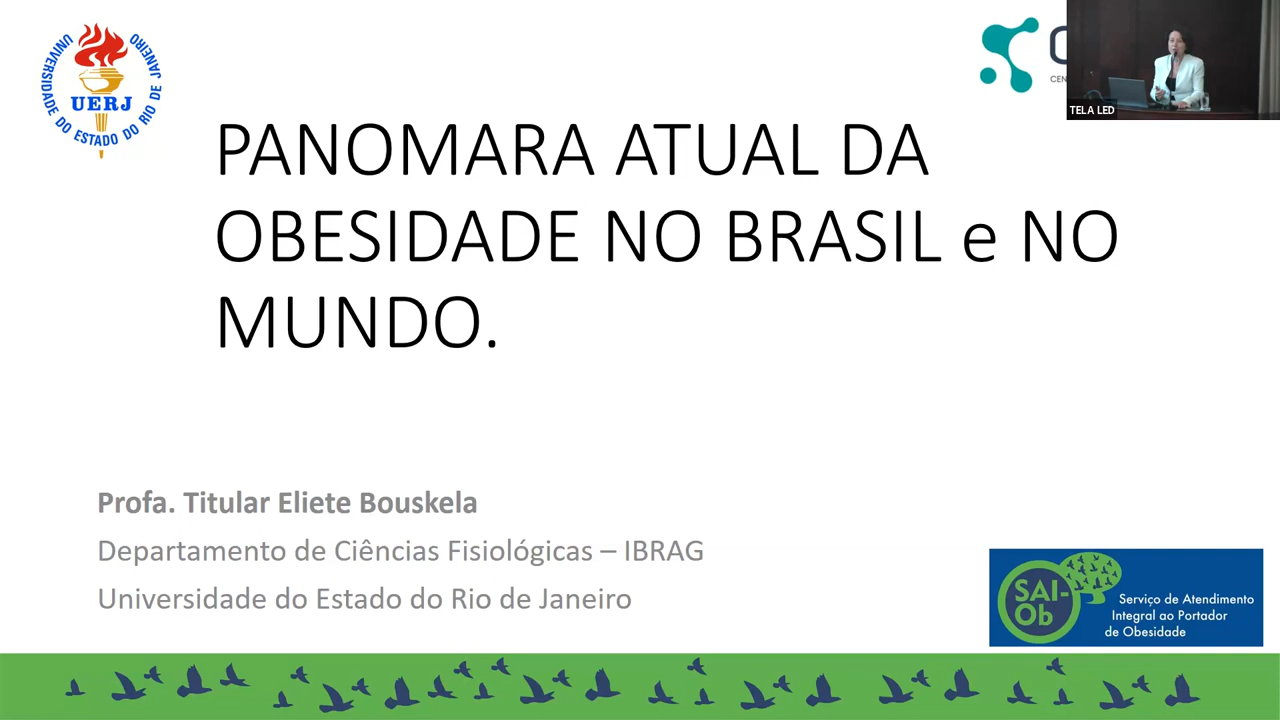 UNIVERSIDADE DO ESTADO DO RIO DE JANEIRO
UERJ
TELA LED
PANOMARA ATUAL DA
OBESIDADE NO BRASIL e NO
MUNDO.
Profa. Titular Eliete Bouskela
Departamento de Ciências Fisiológicas – IBRAG
Universidade do Estado do Rio de Janeiro
SAI-
Ob
Serviço de Atendimento
Integral ao Portador
de Obesidade